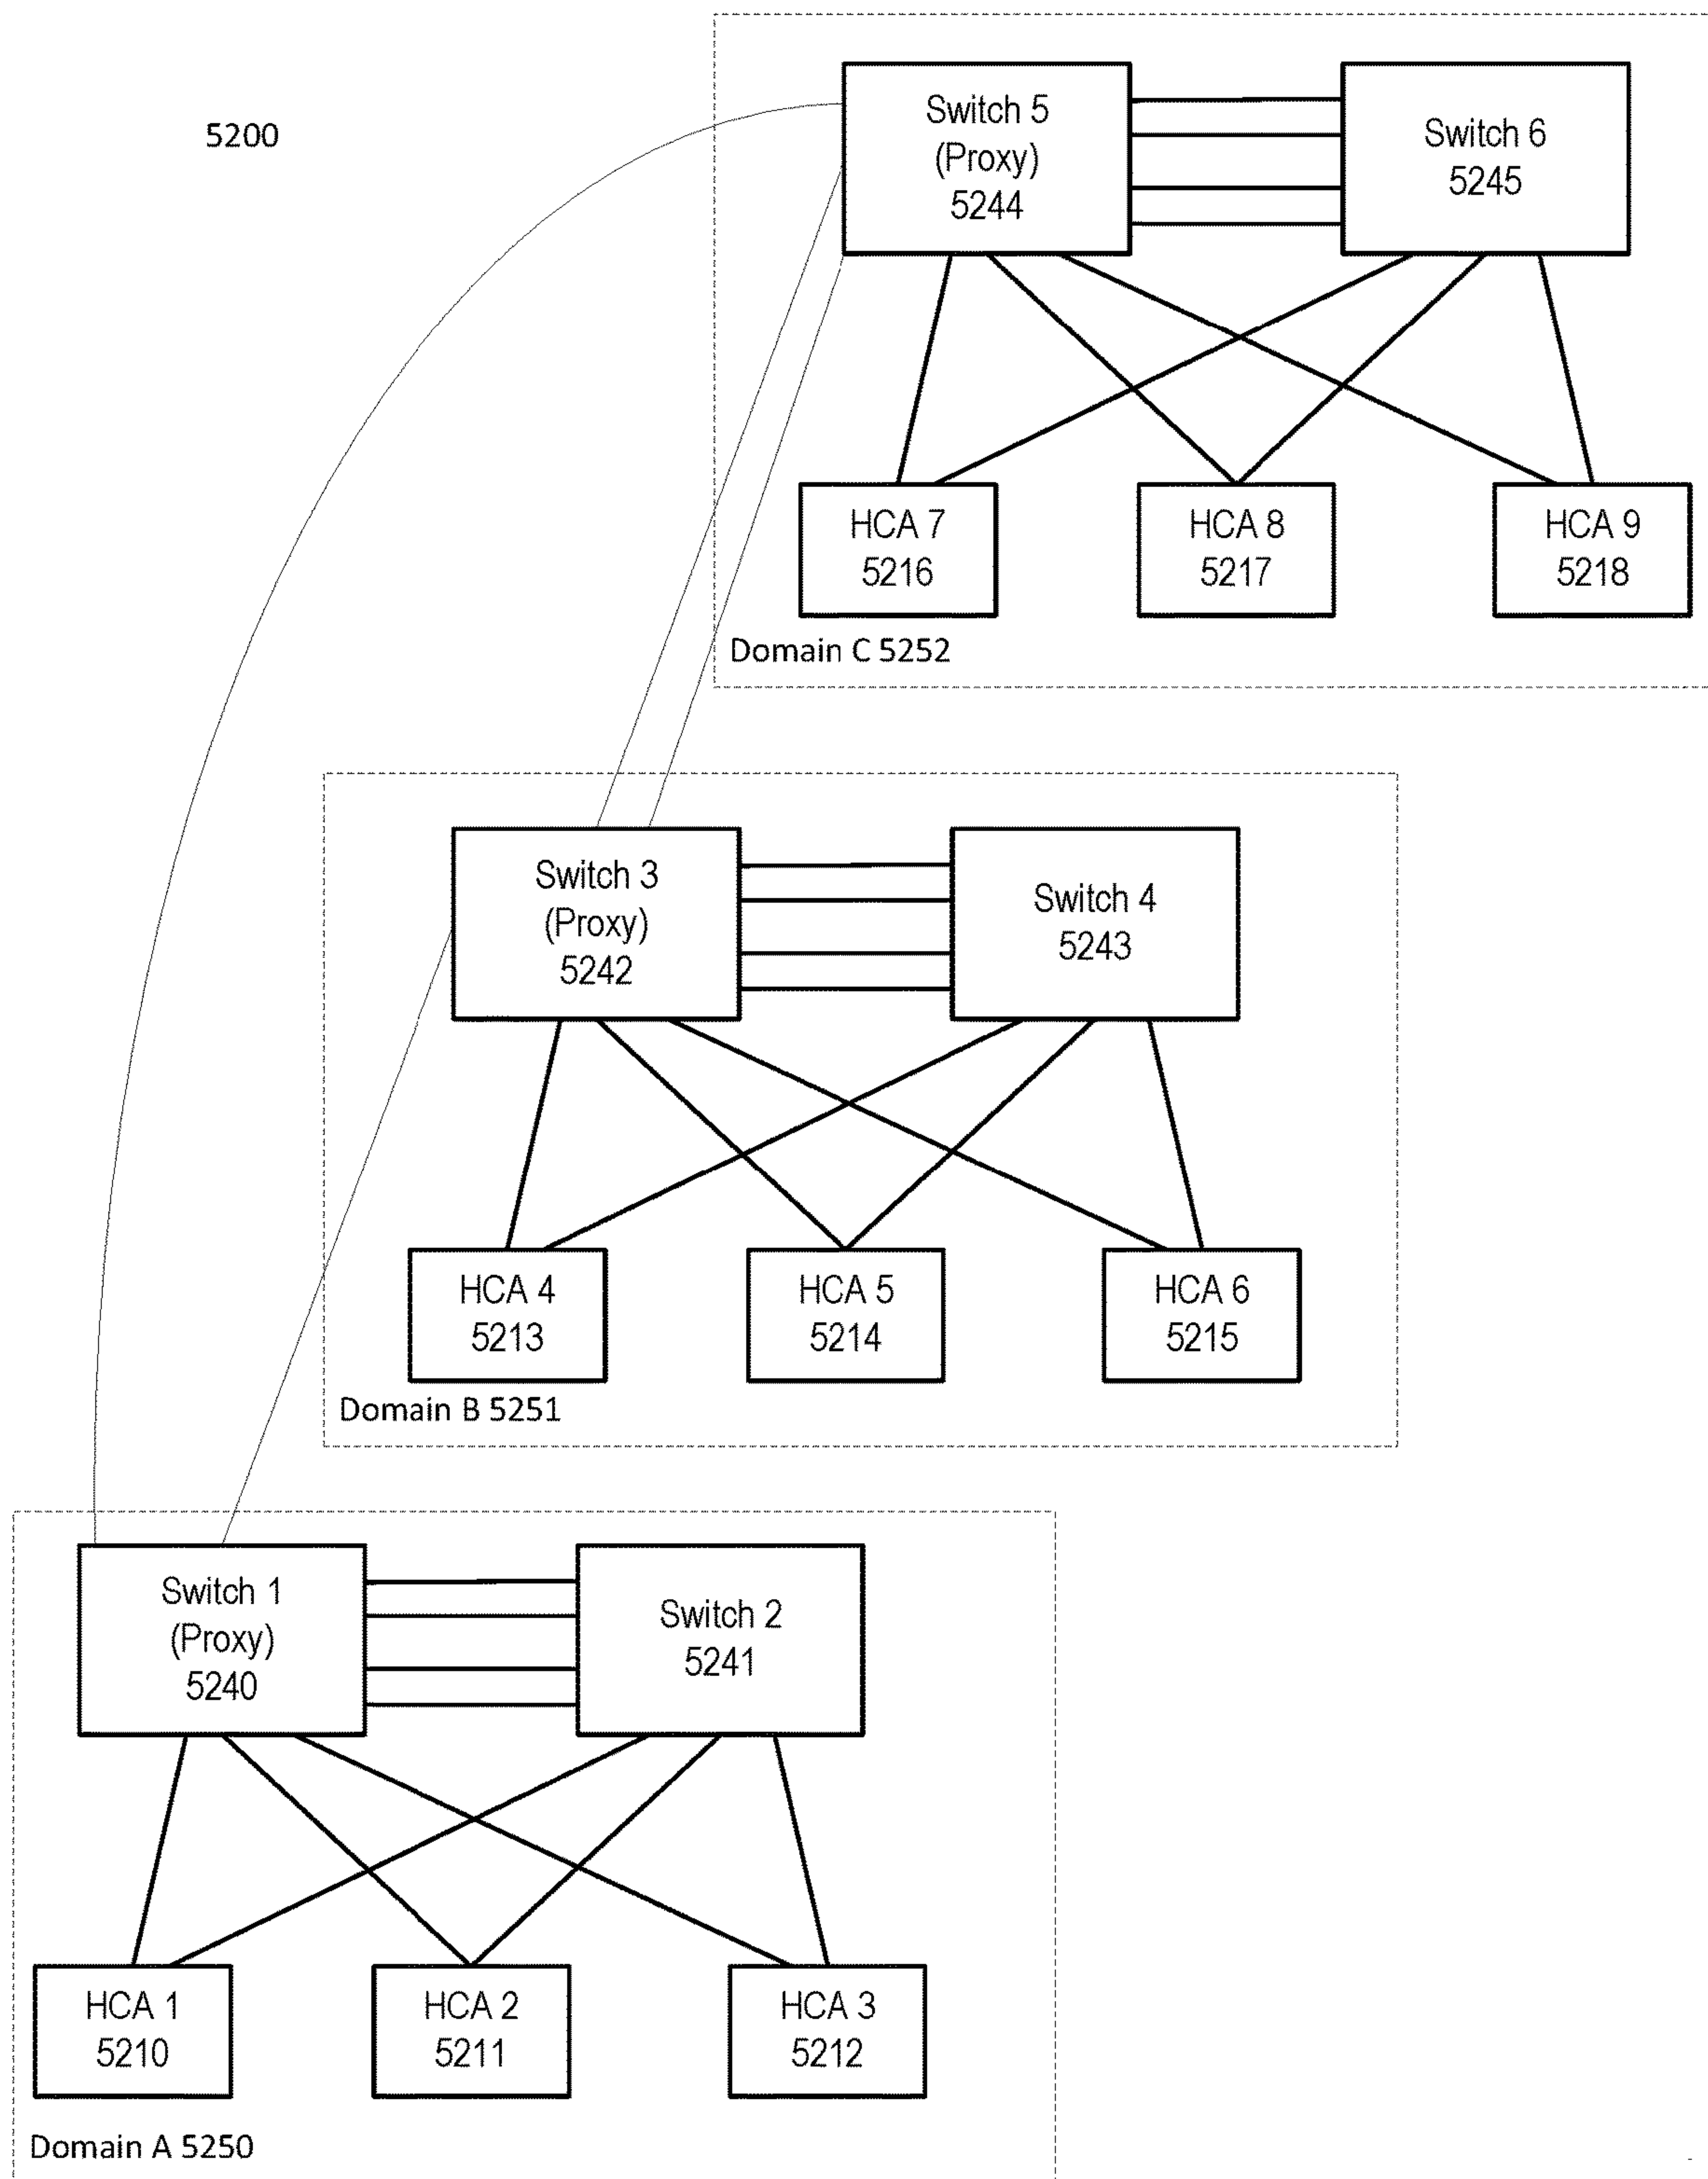 5200
Switch 5
(Proxy)
5244
Switch 6
5245
HCA 7
5216
HCA 8
5217
HCA 9
5218
Domain C 5252
Switch 3
(Proxy)
5242
Switch 4
5243
HCA 4
5213
HCA 5
5214
HCA 6
5215
Domain B 5251
Switch 1
(Proxy)
5240
Switch 2
5241
HCA 1
5210
HCA 2
5211
HCA 3
5212
Domain A 5250